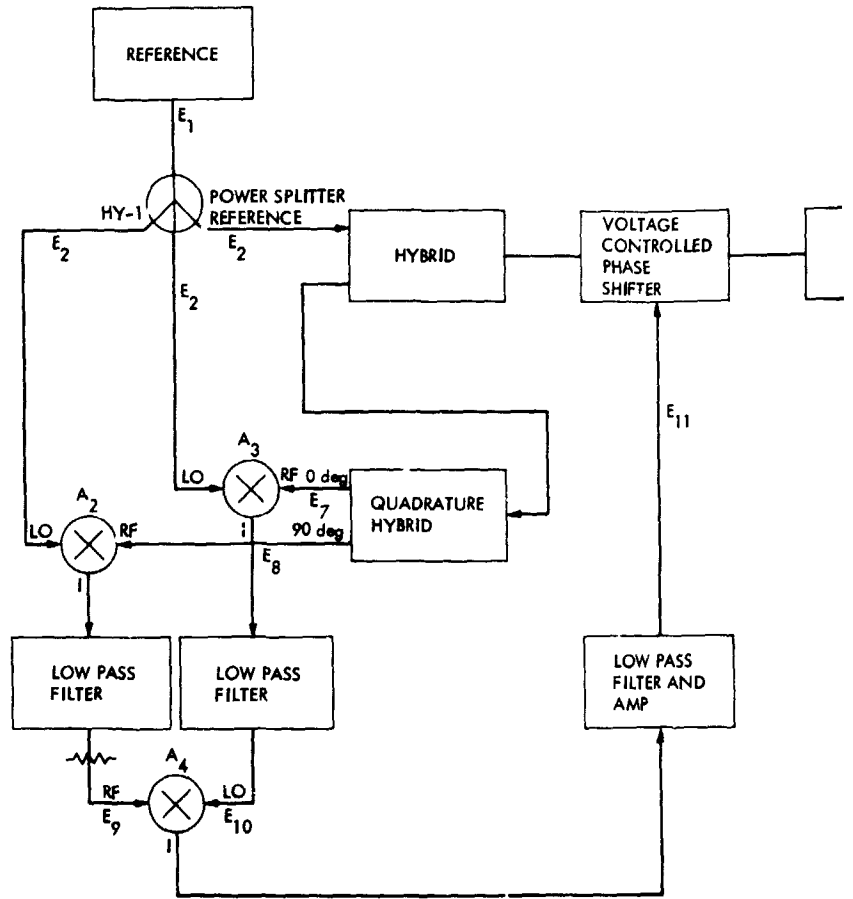 REFERENCE
E1
HY-1
POWER SPLITTER
REFERENCE
E2
E2
E2
HYBRID
VOLTAGE
CONTROLLED
PHASE
SHIFTER
E11
A3
LO
RF
0 deg
E7
I
QUADRATURE
HYBRID
A2
LO
RF
90 deg
E8
I
LOW PASS
FILTER
LOW PASS
FILTER
LOW PASS
FILTER AND
AMP
A4
RF
LO
E9
E10
I